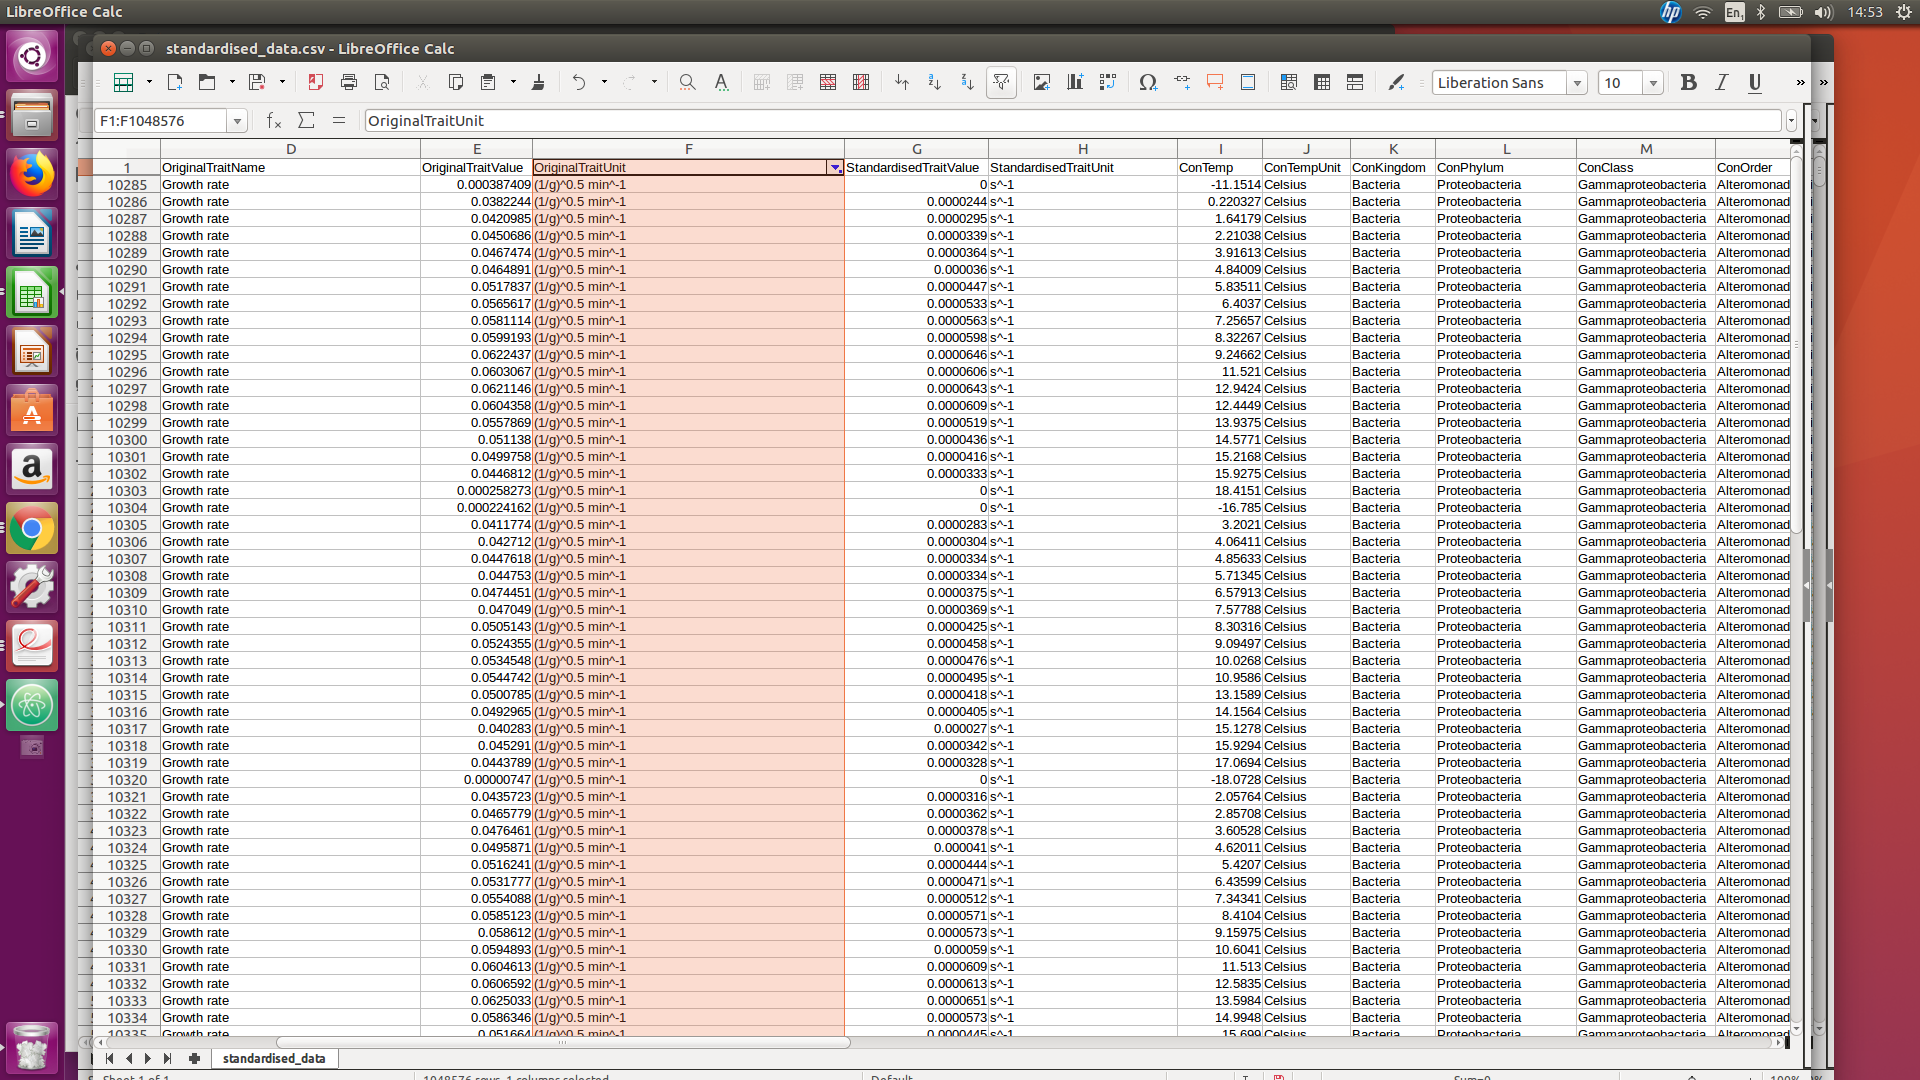 LibreOffice Calc
En1 14:53
standardised_data.csv - LibreOffice Calc
Liberation Sans 10
F1:F1048576 OriginalTraitUnit
D E F G H I J K L M
1 OriginalTraitName OriginalTraitValue OriginalTraitUnit StandardisedTraitValue StandardisedTraitUnit ConTemp ConTempUnit ConKingdom ConPhylum ConClass ConOrder
10285 Growth rate 0.000387409 (1/g)^0.5 min^-1 0 s^-1 -11.1514 Celsius Bacteria Proteobacteria Gammaproteobacteria Alteromonad
10286 Growth rate 0.0382244 (1/g)^0.5 min^-1 0.0000244 s^-1 0.220327 Celsius Bacteria Proteobacteria Gammaproteobacteria Alteromonad
10287 Growth rate 0.0420985 (1/g)^0.5 min^-1 0.0000295 s^-1 1.64179 Celsius Bacteria Proteobacteria Gammaproteobacteria Alteromonad
10288 Growth rate 0.0450686 (1/g)^0.5 min^-1 0.0000339 s^-1 2.21038 Celsius Bacteria Proteobacteria Gammaproteobacteria Alteromonad
10289 Growth rate 0.0467474 (1/g)^0.5 min^-1 0.0000364 s^-1 3.91613 Celsius Bacteria Proteobacteria Gammaproteobacteria Alteromonad
10290 Growth rate 0.0464891 (1/g)^0.5 min^-1 0.000036 s^-1 4.84009 Celsius Bacteria Proteobacteria Gammaproteobacteria Alteromonad
10291 Growth rate 0.0517837 (1/g)^0.5 min^-1 0.0000447 s^-1 5.83511 Celsius Bacteria Proteobacteria Gammaproteobacteria Alteromonad
10292 Growth rate 0.0565617 (1/g)^0.5 min^-1 0.0000533 s^-1 6.4037 Celsius Bacteria Proteobacteria Gammaproteobacteria Alteromonad
10293 Growth rate 0.0581114 (1/g)^0.5 min^-1 0.0000563 s^-1 7.25657 Celsius Bacteria Proteobacteria Gammaproteobacteria Alteromonad
10294 Growth rate 0.0599193 (1/g)^0.5 min^-1 0.0000598 s^-1 8.32267 Celsius Bacteria Proteobacteria Gammaproteobacteria Alteromonad
10295 Growth rate 0.0622437 (1/g)^0.5 min^-1 0.0000646 s^-1 9.24662 Celsius Bacteria Proteobacteria Gammaproteobacteria Alteromonad
10296 Growth rate 0.0603067 (1/g)^0.5 min^-1 0.0000606 s^-1 11.521 Celsius Bacteria Proteobacteria Gammaproteobacteria Alteromonad
10297 Growth rate 0.0621146 (1/g)^0.5 min^-1 0.0000643 s^-1 12.9424 Celsius Bacteria Proteobacteria Gammaproteobacteria Alteromonad
10298 Growth rate 0.0604358 (1/g)^0.5 min^-1 0.0000609 s^-1 12.4449 Celsius Bacteria Proteobacteria Gammaproteobacteria Alteromonad
10299 Growth rate 0.0557869 (1/g)^0.5 min^-1 0.0000519 s^-1 13.9375 Celsius Bacteria Proteobacteria Gammaproteobacteria Alteromonad
10300 Growth rate 0.051138 (1/g)^0.5 min^-1 0.0000436 s^-1 14.5771 Celsius Bacteria Proteobacteria Gammaproteobacteria Alteromonad
10301 Growth rate 0.0499758 (1/g)^0.5 min^-1 0.0000416 s^-1 15.2168 Celsius Bacteria Proteobacteria Gammaproteobacteria Alteromonad
10302 Growth rate 0.0446812 (1/g)^0.5 min^-1 0.0000333 s^-1 15.9275 Celsius Bacteria Proteobacteria Gammaproteobacteria Alteromonad
10303 Growth rate 0.000258273 (1/g)^0.5 min^-1 0 s^-1 18.4151 Celsius Bacteria Proteobacteria Gammaproteobacteria Alteromonad
10304 Growth rate 0.000224162 (1/g)^0.5 min^-1 0 s^-1 -16.785 Celsius Bacteria Proteobacteria Gammaproteobacteria Alteromonad
10305 Growth rate 0.0411774 (1/g)^0.5 min^-1 0.0000283 s^-1 3.2021 Celsius Bacteria Proteobacteria Gammaproteobacteria Alteromonad
10306 Growth rate 0.042712 (1/g)^0.5 min^-1 0.0000304 s^-1 4.06411 Celsius Bacteria Proteobacteria Gammaproteobacteria Alteromonad
10307 Growth rate 0.0447618 (1/g)^0.5 min^-1 0.0000334 s^-1 4.85633 Celsius Bacteria Proteobacteria Gammaproteobacteria Alteromonad
10308 Growth rate 0.044753 (1/g)^0.5 min^-1 0.0000334 s^-1 5.71345 Celsius Bacteria Proteobacteria Gammaproteobacteria Alteromonad
10309 Growth rate 0.0474451 (1/g)^0.5 min^-1 0.0000375 s^-1 6.57913 Celsius Bacteria Proteobacteria Gammaproteobacteria Alteromonad
10310 Growth rate 0.047049 (1/g)^0.5 min^-1 0.0000369 s^-1 7.57788 Celsius Bacteria Proteobacteria Gammaproteobacteria Alteromonad
10311 Growth rate 0.0505143 (1/g)^0.5 min^-1 0.0000425 s^-1 8.30316 Celsius Bacteria Proteobacteria Gammaproteobacteria Alteromonad
10312 Growth rate 0.0524355 (1/g)^0.5 min^-1 0.0000458 s^-1 9.09497 Celsius Bacteria Proteobacteria Gammaproteobacteria Alteromonad
10313 Growth rate 0.0534548 (1/g)^0.5 min^-1 0.0000476 s^-1 10.0268 Celsius Bacteria Proteobacteria Gammaproteobacteria Alteromonad
10314 Growth rate 0.0544742 (1/g)^0.5 min^-1 0.0000495 s^-1 10.9586 Celsius Bacteria Proteobacteria Gammaproteobacteria Alteromonad
10315 Growth rate 0.0500785 (1/g)^0.5 min^-1 0.0000418 s^-1 13.1589 Celsius Bacteria Proteobacteria Gammaproteobacteria Alteromonad
10316 Growth rate 0.0492965 (1/g)^0.5 min^-1 0.0000405 s^-1 14.1564 Celsius Bacteria Proteobacteria Gammaproteobacteria Alteromonad
10317 Growth rate 0.040283 (1/g)^0.5 min^-1 0.000027 s^-1 15.1278 Celsius Bacteria Proteobacteria Gammaproteobacteria Alteromonad
10318 Growth rate 0.045291 (1/g)^0.5 min^-1 0.0000342 s^-1 15.9294 Celsius Bacteria Proteobacteria Gammaproteobacteria Alteromonad
10319 Growth rate 0.0443789 (1/g)^0.5 min^-1 0.0000328 s^-1 17.0694 Celsius Bacteria Proteobacteria Gammaproteobacteria Alteromonad
10320 Growth rate 0.00000747 (1/g)^0.5 min^-1 0 s^-1 -18.0728 Celsius Bacteria Proteobacteria Gammaproteobacteria Alteromonad
10321 Growth rate 0.0435723 (1/g)^0.5 min^-1 0.0000316 s^-1 2.05764 Celsius Bacteria Proteobacteria Gammaproteobacteria Alteromonad
10322 Growth rate 0.0465779 (1/g)^0.5 min^-1 0.0000362 s^-1 2.85708 Celsius Bacteria Proteobacteria Gammaproteobacteria Alteromonad
10323 Growth rate 0.0476461 (1/g)^0.5 min^-1 0.0000378 s^-1 3.60528 Celsius Bacteria Proteobacteria Gammaproteobacteria Alteromonad
10324 Growth rate 0.0495871 (1/g)^0.5 min^-1 0.000041 s^-1 4.62011 Celsius Bacteria Proteobacteria Gammaproteobacteria Alteromonad
10325 Growth rate 0.0516241 (1/g)^0.5 min^-1 0.0000444 s^-1 5.4207 Celsius Bacteria Proteobacteria Gammaproteobacteria Alteromonad
10326 Growth rate 0.0531777 (1/g)^0.5 min^-1 0.0000471 s^-1 6.43599 Celsius Bacteria Proteobacteria Gammaproteobacteria Alteromonad
10327 Growth rate 0.0554088 (1/g)^0.5 min^-1 0.0000512 s^-1 7.34341 Celsius Bacteria Proteobacteria Gammaproteobacteria Alteromonad
10328 Growth rate 0.0585123 (1/g)^0.5 min^-1 0.0000571 s^-1 8.4104 Celsius Bacteria Proteobacteria Gammaproteobacteria Alteromonad
10329 Growth rate 0.058612 (1/g)^0.5 min^-1 0.0000573 s^-1 9.15975 Celsius Bacteria Proteobacteria Gammaproteobacteria Alteromonad
10330 Growth rate 0.0594893 (1/g)^0.5 min^-1 0.000059 s^-1 10.6041 Celsius Bacteria Proteobacteria Gammaproteobacteria Alteromonad
10331 Growth rate 0.0604613 (1/g)^0.5 min^-1 0.0000609 s^-1 11.513 Celsius Bacteria Proteobacteria Gammaproteobacteria Alteromonad
10332 Growth rate 0.0606592 (1/g)^0.5 min^-1 0.0000613 s^-1 12.5835 Celsius Bacteria Proteobacteria Gammaproteobacteria Alteromonad
10333 Growth rate 0.0625033 (1/g)^0.5 min^-1 0.0000651 s^-1 13.5984 Celsius Bacteria Proteobacteria Gammaproteobacteria Alteromonad
10334 Growth rate 0.0586346 (1/g)^0.5 min^-1 0.0000573 s^-1 14.9948 Celsius Bacteria Proteobacteria Gammaproteobacteria Alteromonad
10335 Growth rate 0.051664 (1/g)^0.5 min^-1 0.0000445 s^-1 15.699 Celsius Bacteria Proteobacteria Gammaproteobacteria Alteromonad
standardised_data
Sheet 1 of 1 1048576 rows, 1 columns selected Default Sum=0 100%